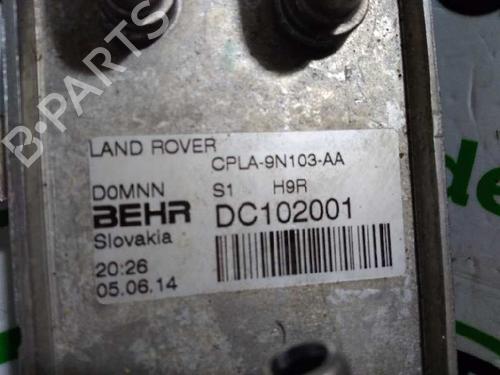 B-PARTS
LAND ROVER
CPLA-9N103-AA
D0MNN S1 H9R
BEHR DC102001
Slovakia
20:26
05.06.14